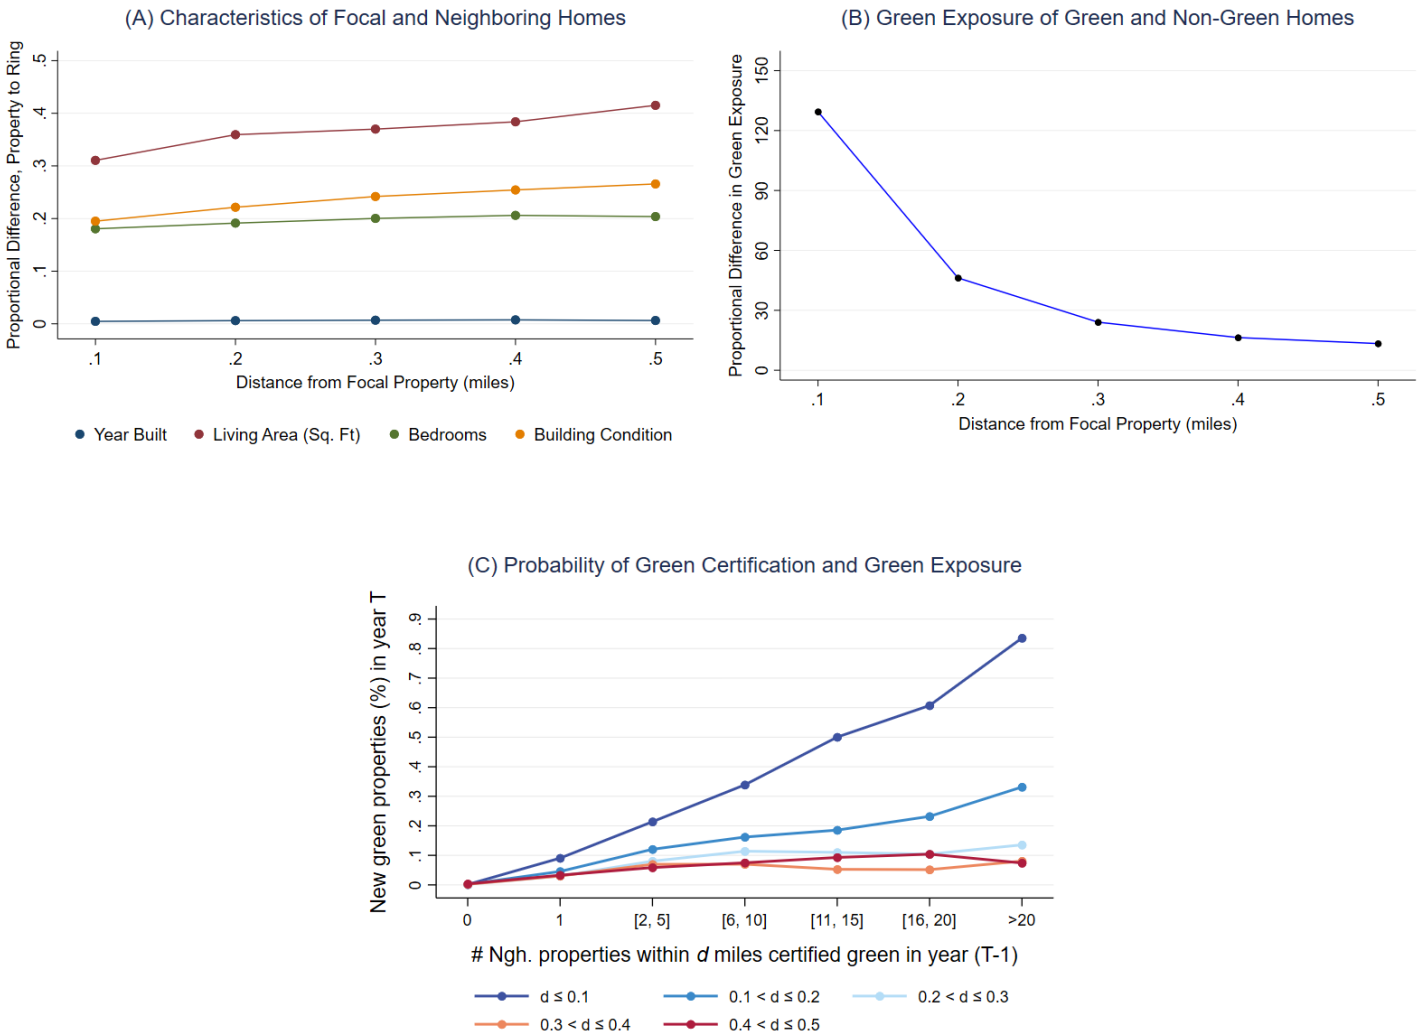 (A) Characteristics of Focal and Neighboring Homes
Proportional Difference, Property to Ring
.5
.4
.3
.2
.1
0
.1 .2 .3 .4 .5
Distance from Focal Property (miles)
Year Built Living Area (Sq. Ft) Bedrooms Building Condition
(B) Green Exposure of Green and Non-Green Homes
Proportional Difference in Green Exposure
150
120
90
60
30
0
.1 .2 .3 .4 .5
Distance from Focal Property (miles)
(C) Probability of Green Certification and Green Exposure
New green properties (%) in year T
.9
.8
.7
.6
.5
.4
.3
.2
.1
0
0 1 [2, 5] [6, 10] [11, 15] [16, 20] >20
# Ngh. properties within d miles certified green in year (T-1)
d ≤ 0.1 0.1 < d ≤ 0.2 0.2 < d ≤ 0.3
0.3 < d ≤ 0.4 0.4 < d ≤ 0.5